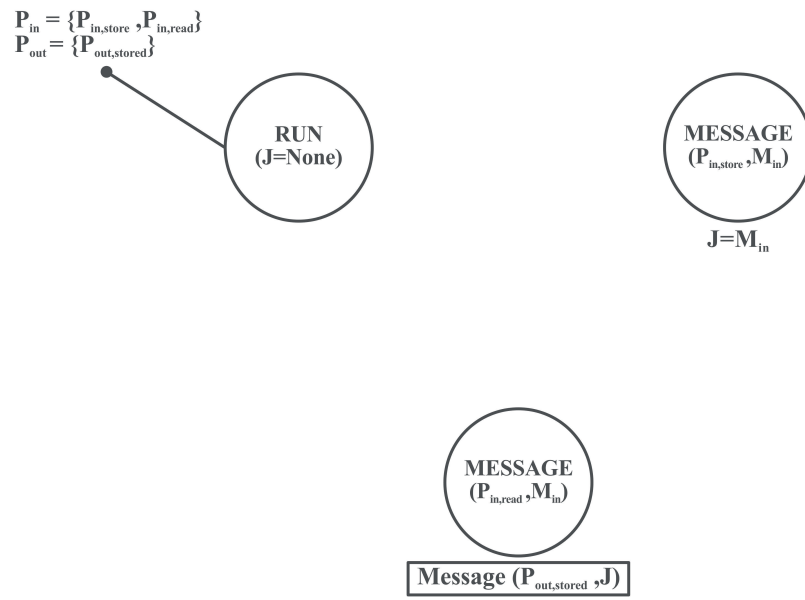 P_in = {P_in,store ,P_in,read}
P_out = {P_out,stored}
RUN
(J=None)
MESSAGE
(P_in,store ,M_in)
J=M_in
MESSAGE
(P_in,read ,M_in)
Message (P_out,stored ,J)